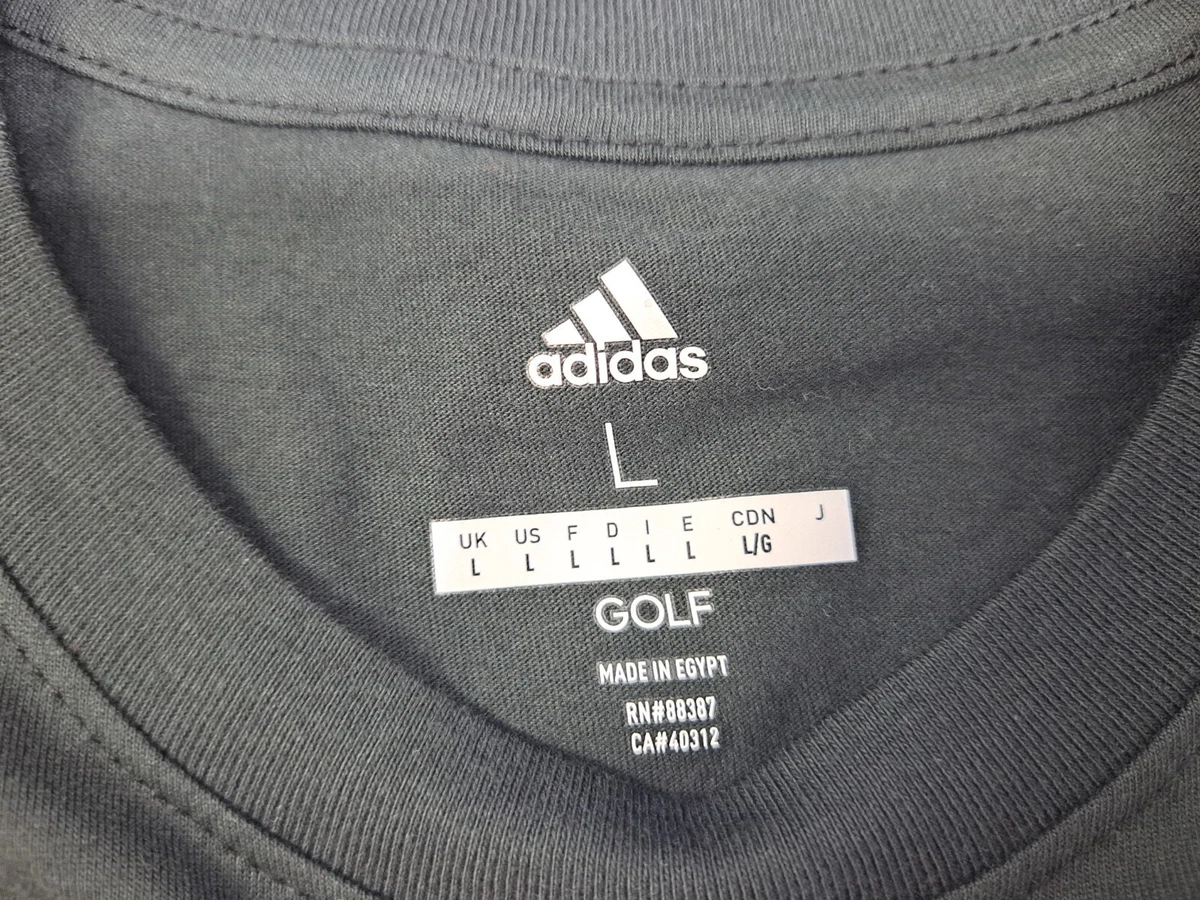 adidas
L
UK US F D I E CDN J
L L L L L L L/G
GOLF
MADE IN EGYPT
RN#88387
CA#40312